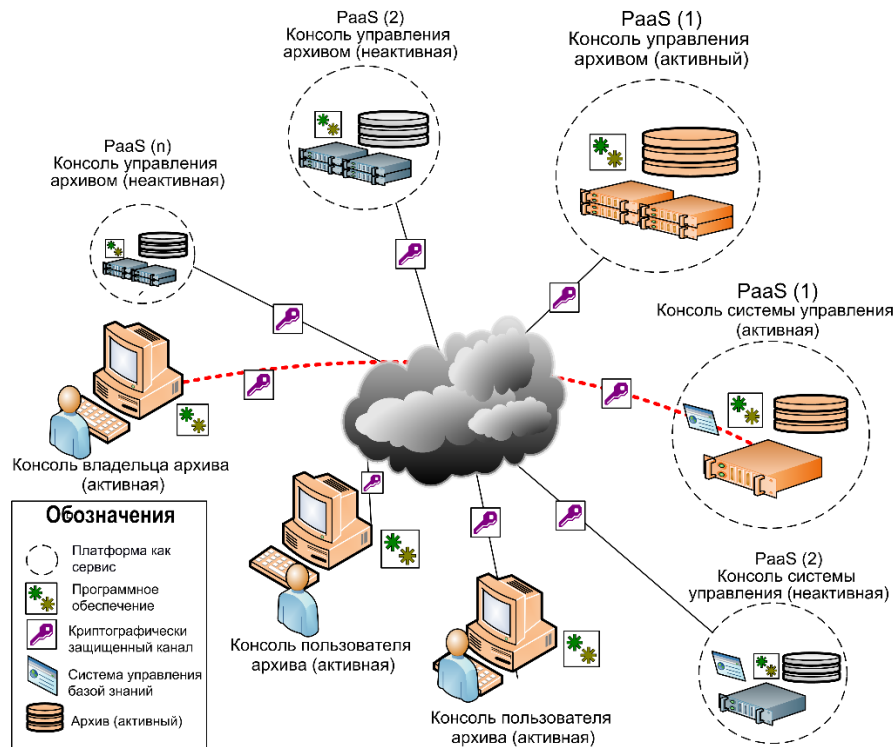 PaaS (2)
Консоль управления
архивом (неактивная)
PaaS (1)
Консоль управления
архивом (активный)
PaaS (n)
Консоль управления
архивом (неактивная)
PaaS (1)
Консоль системы управления
(активная)
Консоль владельца архива
(активная)
Консоль пользователя
архива (активная)
Консоль пользователя
архива (активная)
PaaS (2)
Консоль системы
управления (неактивная)
Обозначения
Платформа как
сервис
Программное
обеспечение
Криптографически
защищенный канал
Система управления
базой знаний
Архив (активный)